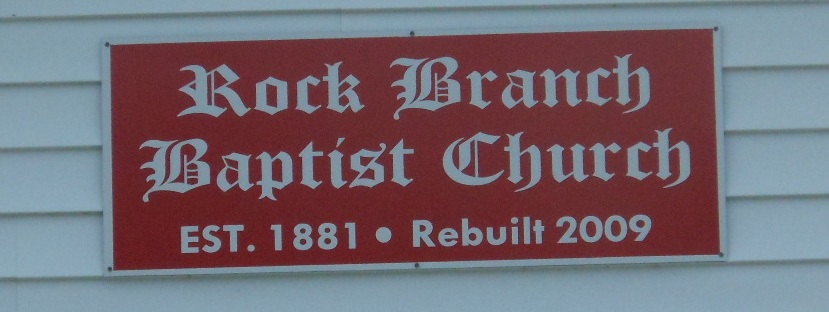 Rock Branch
Baptist Church
EST. 1881 • Rebuilt 2009